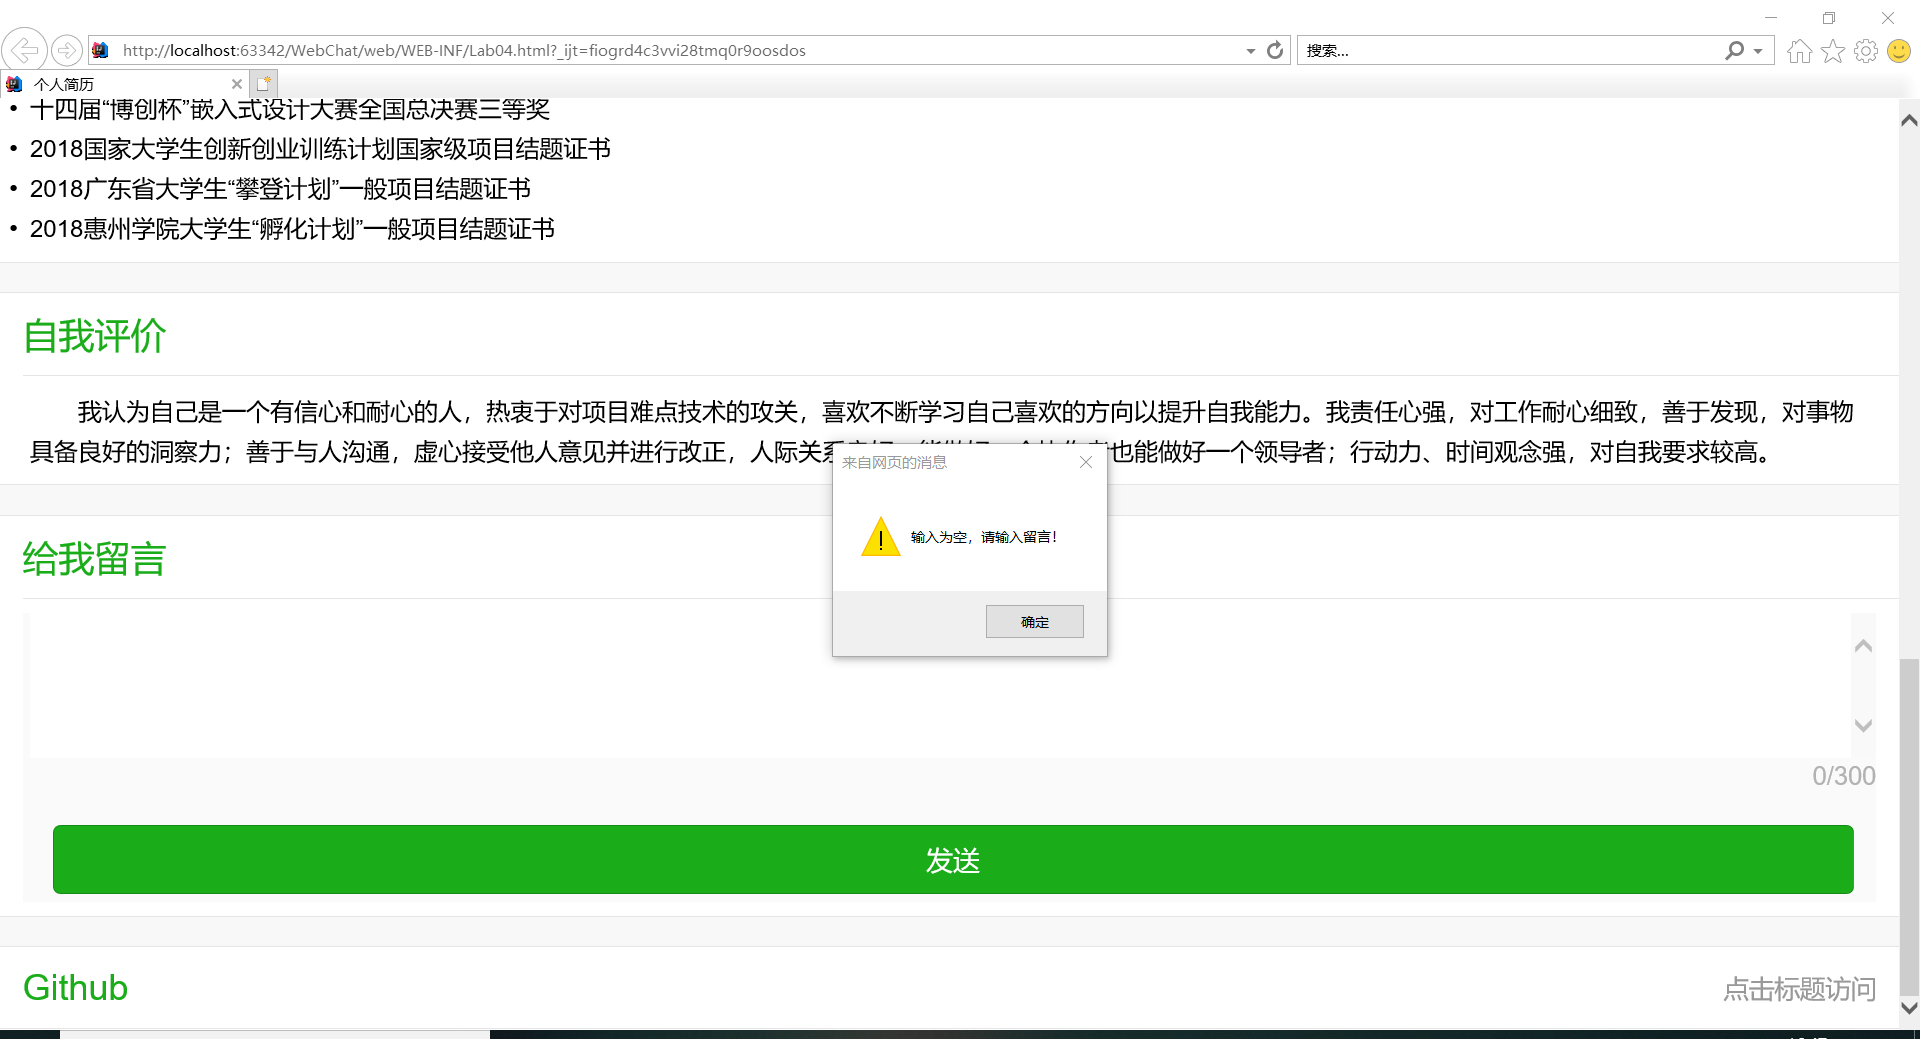 http://localhost:63342/WebChat/web/WEB-INF/Lab04.html?_ijt=fiogrd4c3vvi28tmq0r9oosdos
搜索...
个人简历
• 十四届“博创杯”嵌入式设计大赛全国总决赛三等奖
• 2018国家大学生创新创业训练计划国家级项目结题证书
• 2018广东省大学生“攀登计划”一般项目结题证书
• 2018惠州学院大学生“孵化计划”一般项目结题证书
自我评价
我认为自己是一个有信心和耐心的人，热衷于对项目难点技术的攻关，喜欢不断学习自己喜欢的方向以提升自我能力。我责任心强，对工作耐心细致，善于发现，对事物
具备良好的洞察力；善于与人沟通，虚心接受他人意见并进行改正，人际关系也能做好一个领导者；行动力、时间观念强，对自我要求较高。
来自网页的消息
输入为空，请输入留言！
确定
给我留言
0/300
发送
Github
点击标题访问